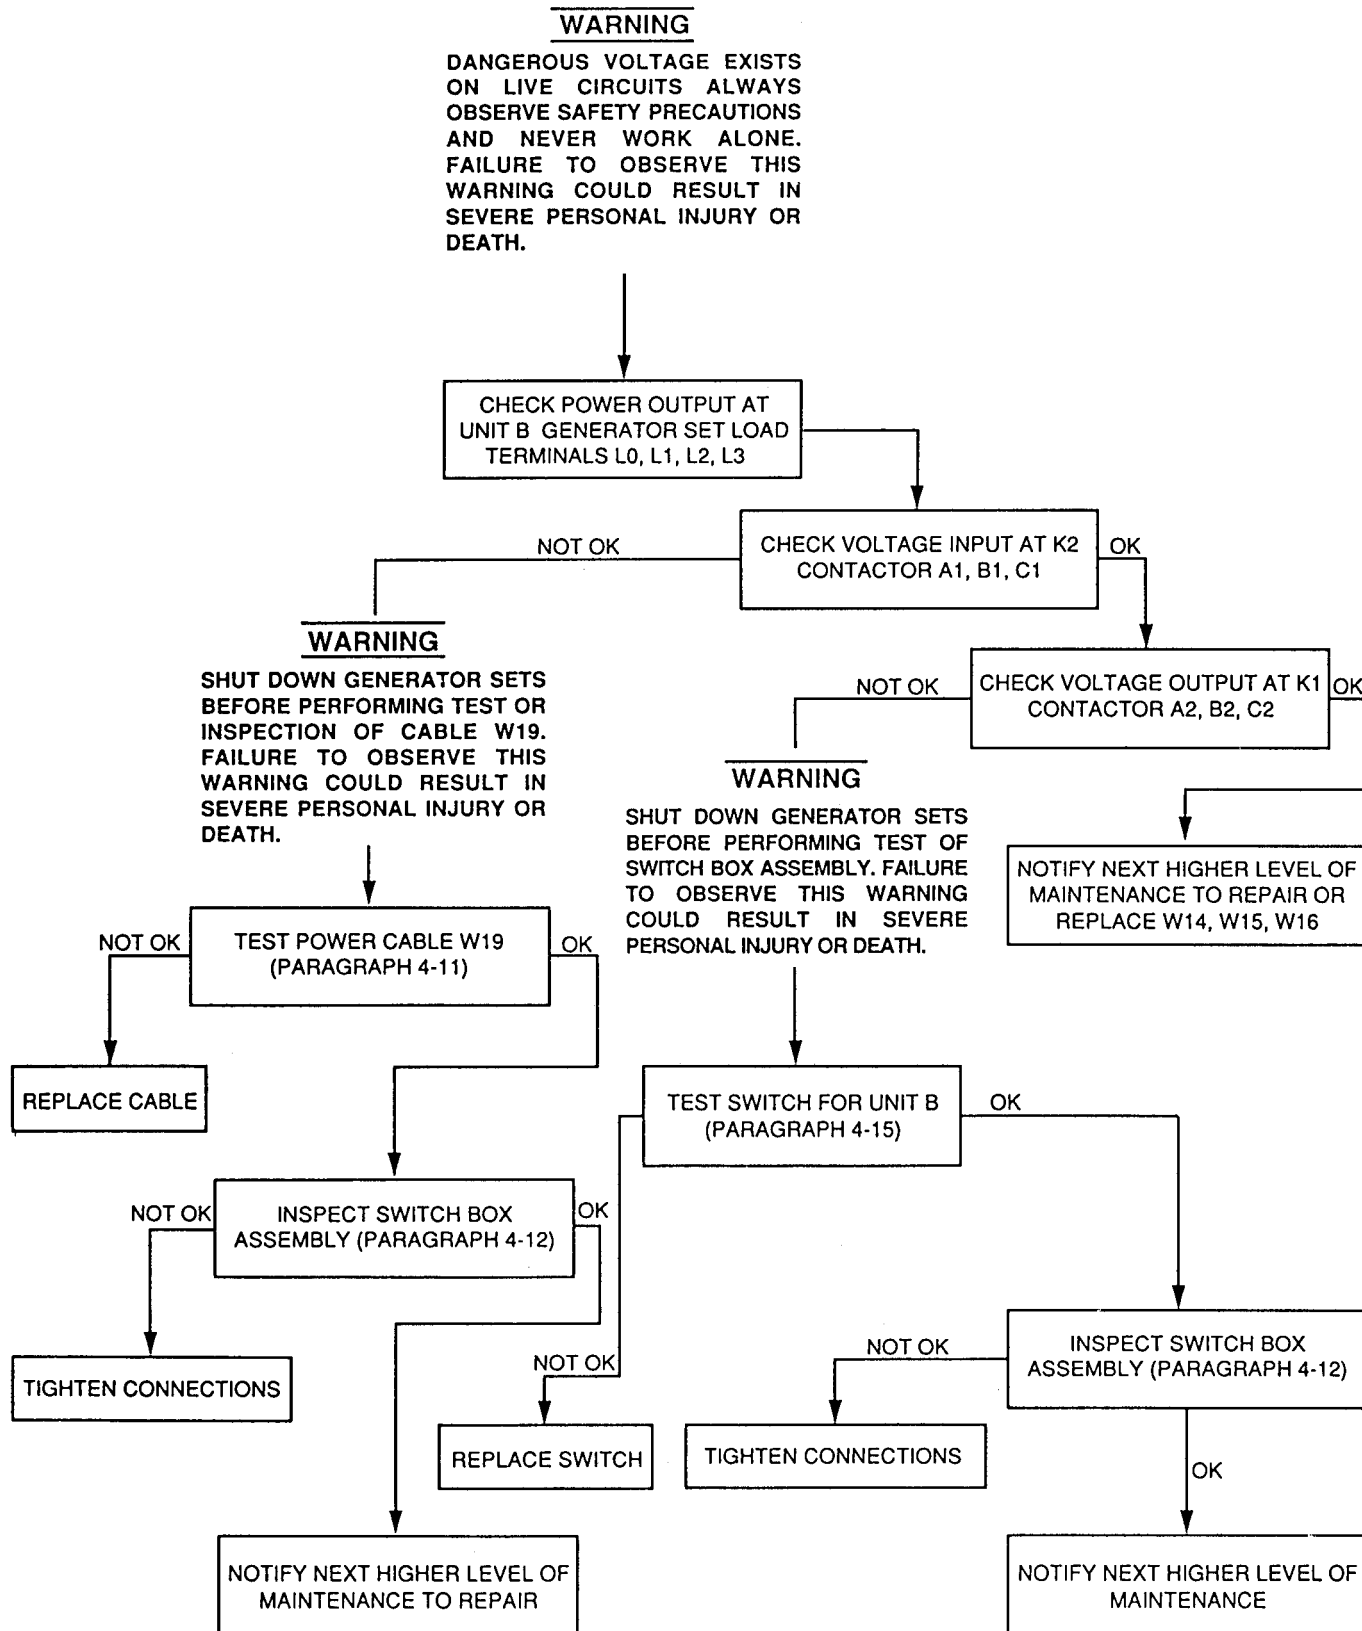 WARNING
DANGEROUS VOLTAGE EXISTS
ON LIVE CIRCUITS ALWAYS
OBSERVE SAFETY PRECAUTIONS
AND NEVER WORK ALONE.
FAILURE TO OBSERVE THIS
WARNING COULD RESULT IN
SEVERE PERSONAL INJURY OR
DEATH.
CHECK POWER OUTPUT AT
UNIT B GENERATOR SET LOAD
TERMINALS L0, L1, L2, L3
NOT OK
CHECK VOLTAGE INPUT AT K2
CONTACTOR A1, B1, C1
OK
WARNING
SHUT DOWN GENERATOR SETS
BEFORE PERFORMING TEST OR
INSPECTION OF CABLE W19.
FAILURE TO OBSERVE THIS
WARNING COULD RESULT IN
SEVERE PERSONAL INJURY OR
DEATH.
NOT OK
CHECK VOLTAGE OUTPUT AT K1
CONTACTOR A2, B2, C2
OK
WARNING
SHUT DOWN GENERATOR SETS
BEFORE PERFORMING TEST OF
SWITCH BOX ASSEMBLY. FAILURE
TO OBSERVE THIS WARNING
COULD RESULT IN SEVERE
PERSONAL INJURY OR DEATH.
NOTIFY NEXT HIGHER LEVEL OF
MAINTENANCE TO REPAIR OR
REPLACE W14, W15, W16
NOT OK
TEST POWER CABLE W19
(PARAGRAPH 4-11)
OK
REPLACE CABLE
TEST SWITCH FOR UNIT B
(PARAGRAPH 4-15)
OK
NOT OK
INSPECT SWITCH BOX
ASSEMBLY (PARAGRAPH 4-12)
OK
TIGHTEN CONNECTIONS
NOT OK
REPLACE SWITCH
NOT OK
INSPECT SWITCH BOX
ASSEMBLY (PARAGRAPH 4-12)
TIGHTEN CONNECTIONS
OK
NOTIFY NEXT HIGHER LEVEL OF
MAINTENANCE TO REPAIR
NOTIFY NEXT HIGHER LEVEL OF
MAINTENANCE